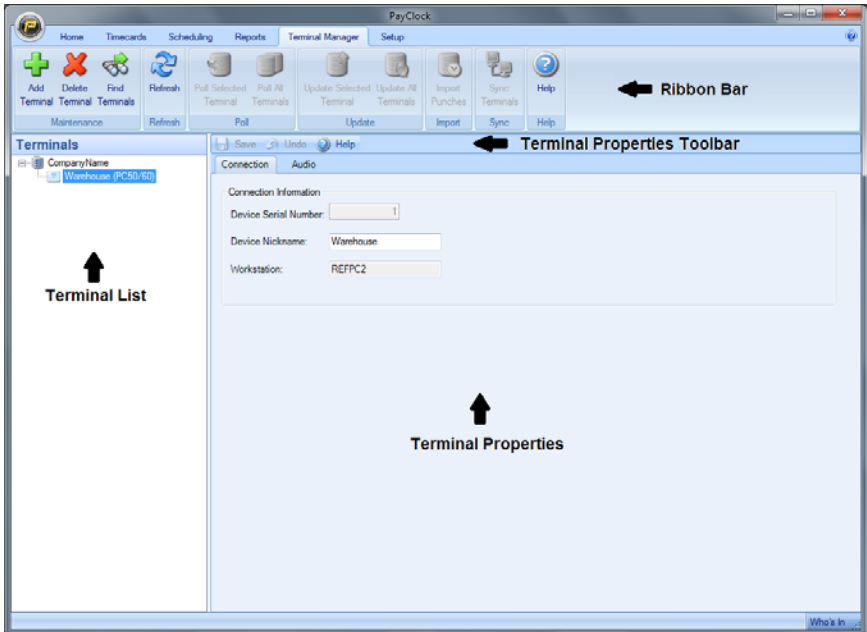 PayClock
Home Timecards Scheduling Reports Terminal Manager Setup
Add Terminal Delete Terminal Find Terminals Refresh Poll Selected Terminal Poll All Terminals Update Selected Terminal Update All Terminals Import Punches Sync Terminals Help
Ribbon Bar
Maintenance Refresh Poll Update Import Sync Help
Terminals
Save Undo Help
Terminal Properties Toolbar
CompanyName
Warehouse (PC50/60)
Connection Audio
Connection Information
Device Serial Number: 1
Device Nickname: Warehouse
Workstation: REFPC2
Terminal List
Terminal Properties
Who's In